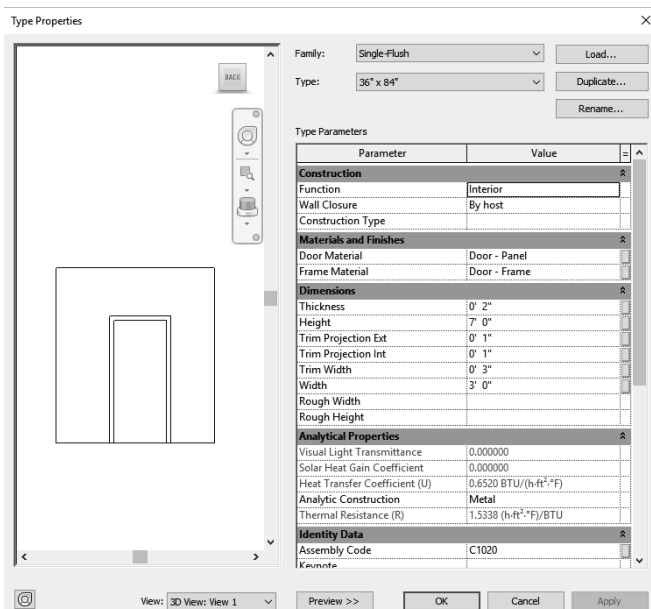 Type Properties
BACK
Family: Single-Flush Load...
Type: 36" x 84" Duplicate...
Rename...
Type Parameters
Parameter Value =
Construction
Function Interior
Wall Closure By host
Construction Type
Materials and Finishes
Door Material Door - Panel
Frame Material Door - Frame
Dimensions
Thickness 0' 2"
Height 7' 0"
Trim Projection Ext 0' 1"
Trim Projection Int 0' 1"
Trim Width 0' 3"
Width 3' 0"
Rough Width
Rough Height
Analytical Properties
Visual Light Transmittance 0.000000
Solar Heat Gain Coefficient 0.000000
Heat Transfer Coefficient (U) 0.6520 BTU/(h·ft²·°F)
Analytic Construction Metal
Thermal Resistance (R) 1.5338 (h·ft²·°F)/BTU
Identity Data
Assembly Code C1020
Keynote
View: 3D View: View 1 Preview >> OK Cancel Apply